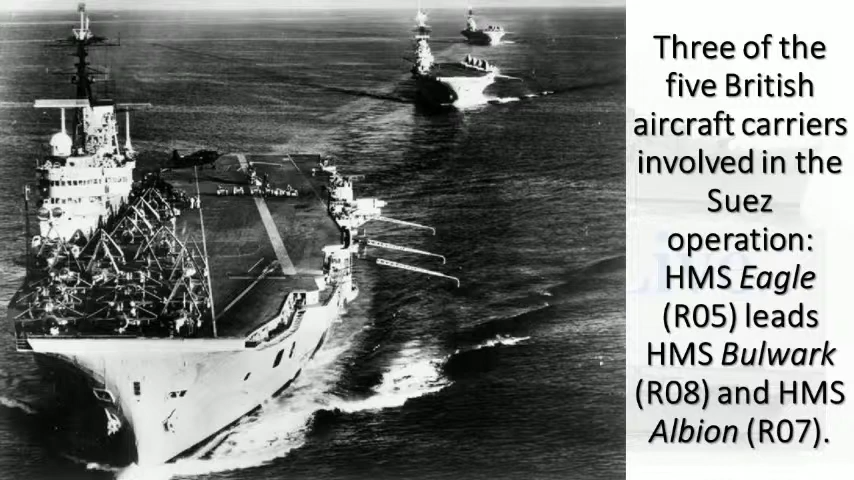 Three of the
five British
aircraft carriers
involved in the
Suez
operation:
HMS Eagle
(R05) leads
HMS Bulwark
(R08) and HMS
Albion (R07).